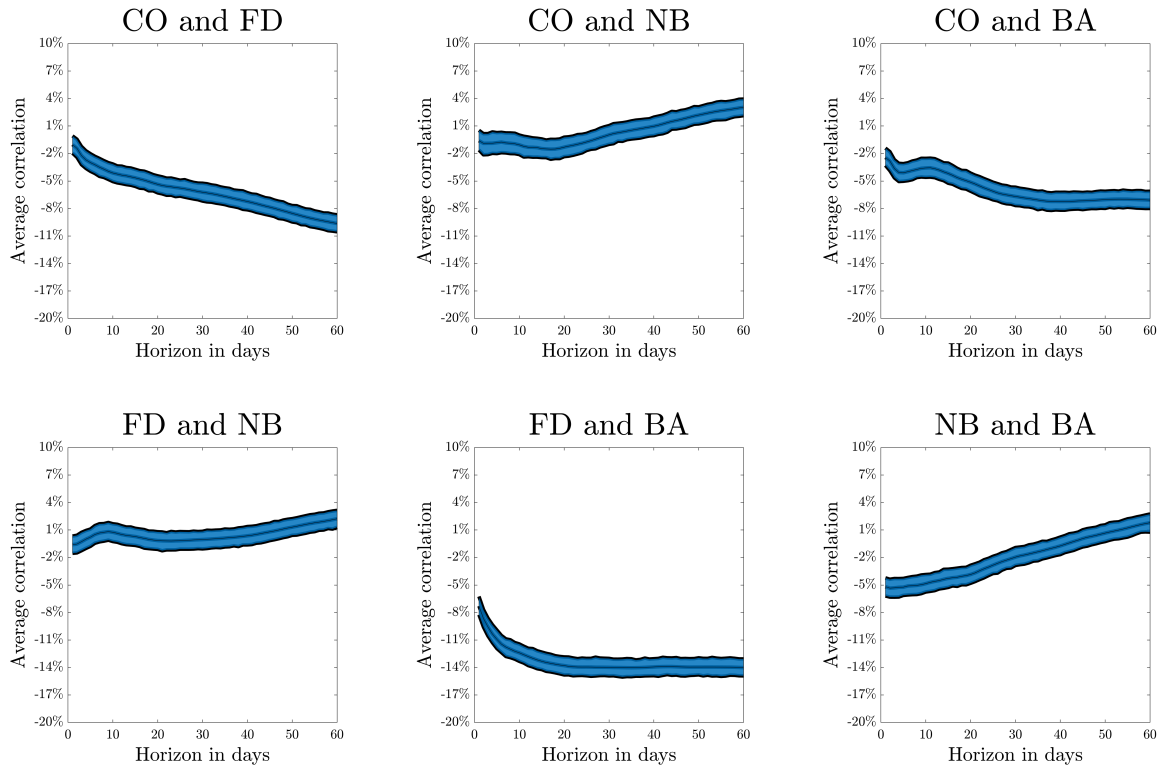 CO and FD
10%
7%
4%
1%
-2%
-5%
-8%
-11%
-14%
-17%
-20%
Average correlation
0 10 20 30 40 50 60
Horizon in days
CO and NB
10%
7%
4%
1%
-2%
-5%
-8%
-11%
-14%
-17%
-20%
Average correlation
0 10 20 30 40 50 60
Horizon in days
CO and BA
10%
7%
4%
1%
-2%
-5%
-8%
-11%
-14%
-17%
-20%
Average correlation
0 10 20 30 40 50 60
Horizon in days
FD and NB
10%
7%
4%
1%
-2%
-5%
-8%
-11%
-14%
-17%
-20%
Average correlation
0 10 20 30 40 50 60
Horizon in days
FD and BA
10%
7%
4%
1%
-2%
-5%
-8%
-11%
-14%
-17%
-20%
Average correlation
0 10 20 30 40 50 60
Horizon in days
NB and BA
10%
7%
4%
1%
-2%
-5%
-8%
-11%
-14%
-17%
-20%
Average correlation
0 10 20 30 40 50 60
Horizon in days